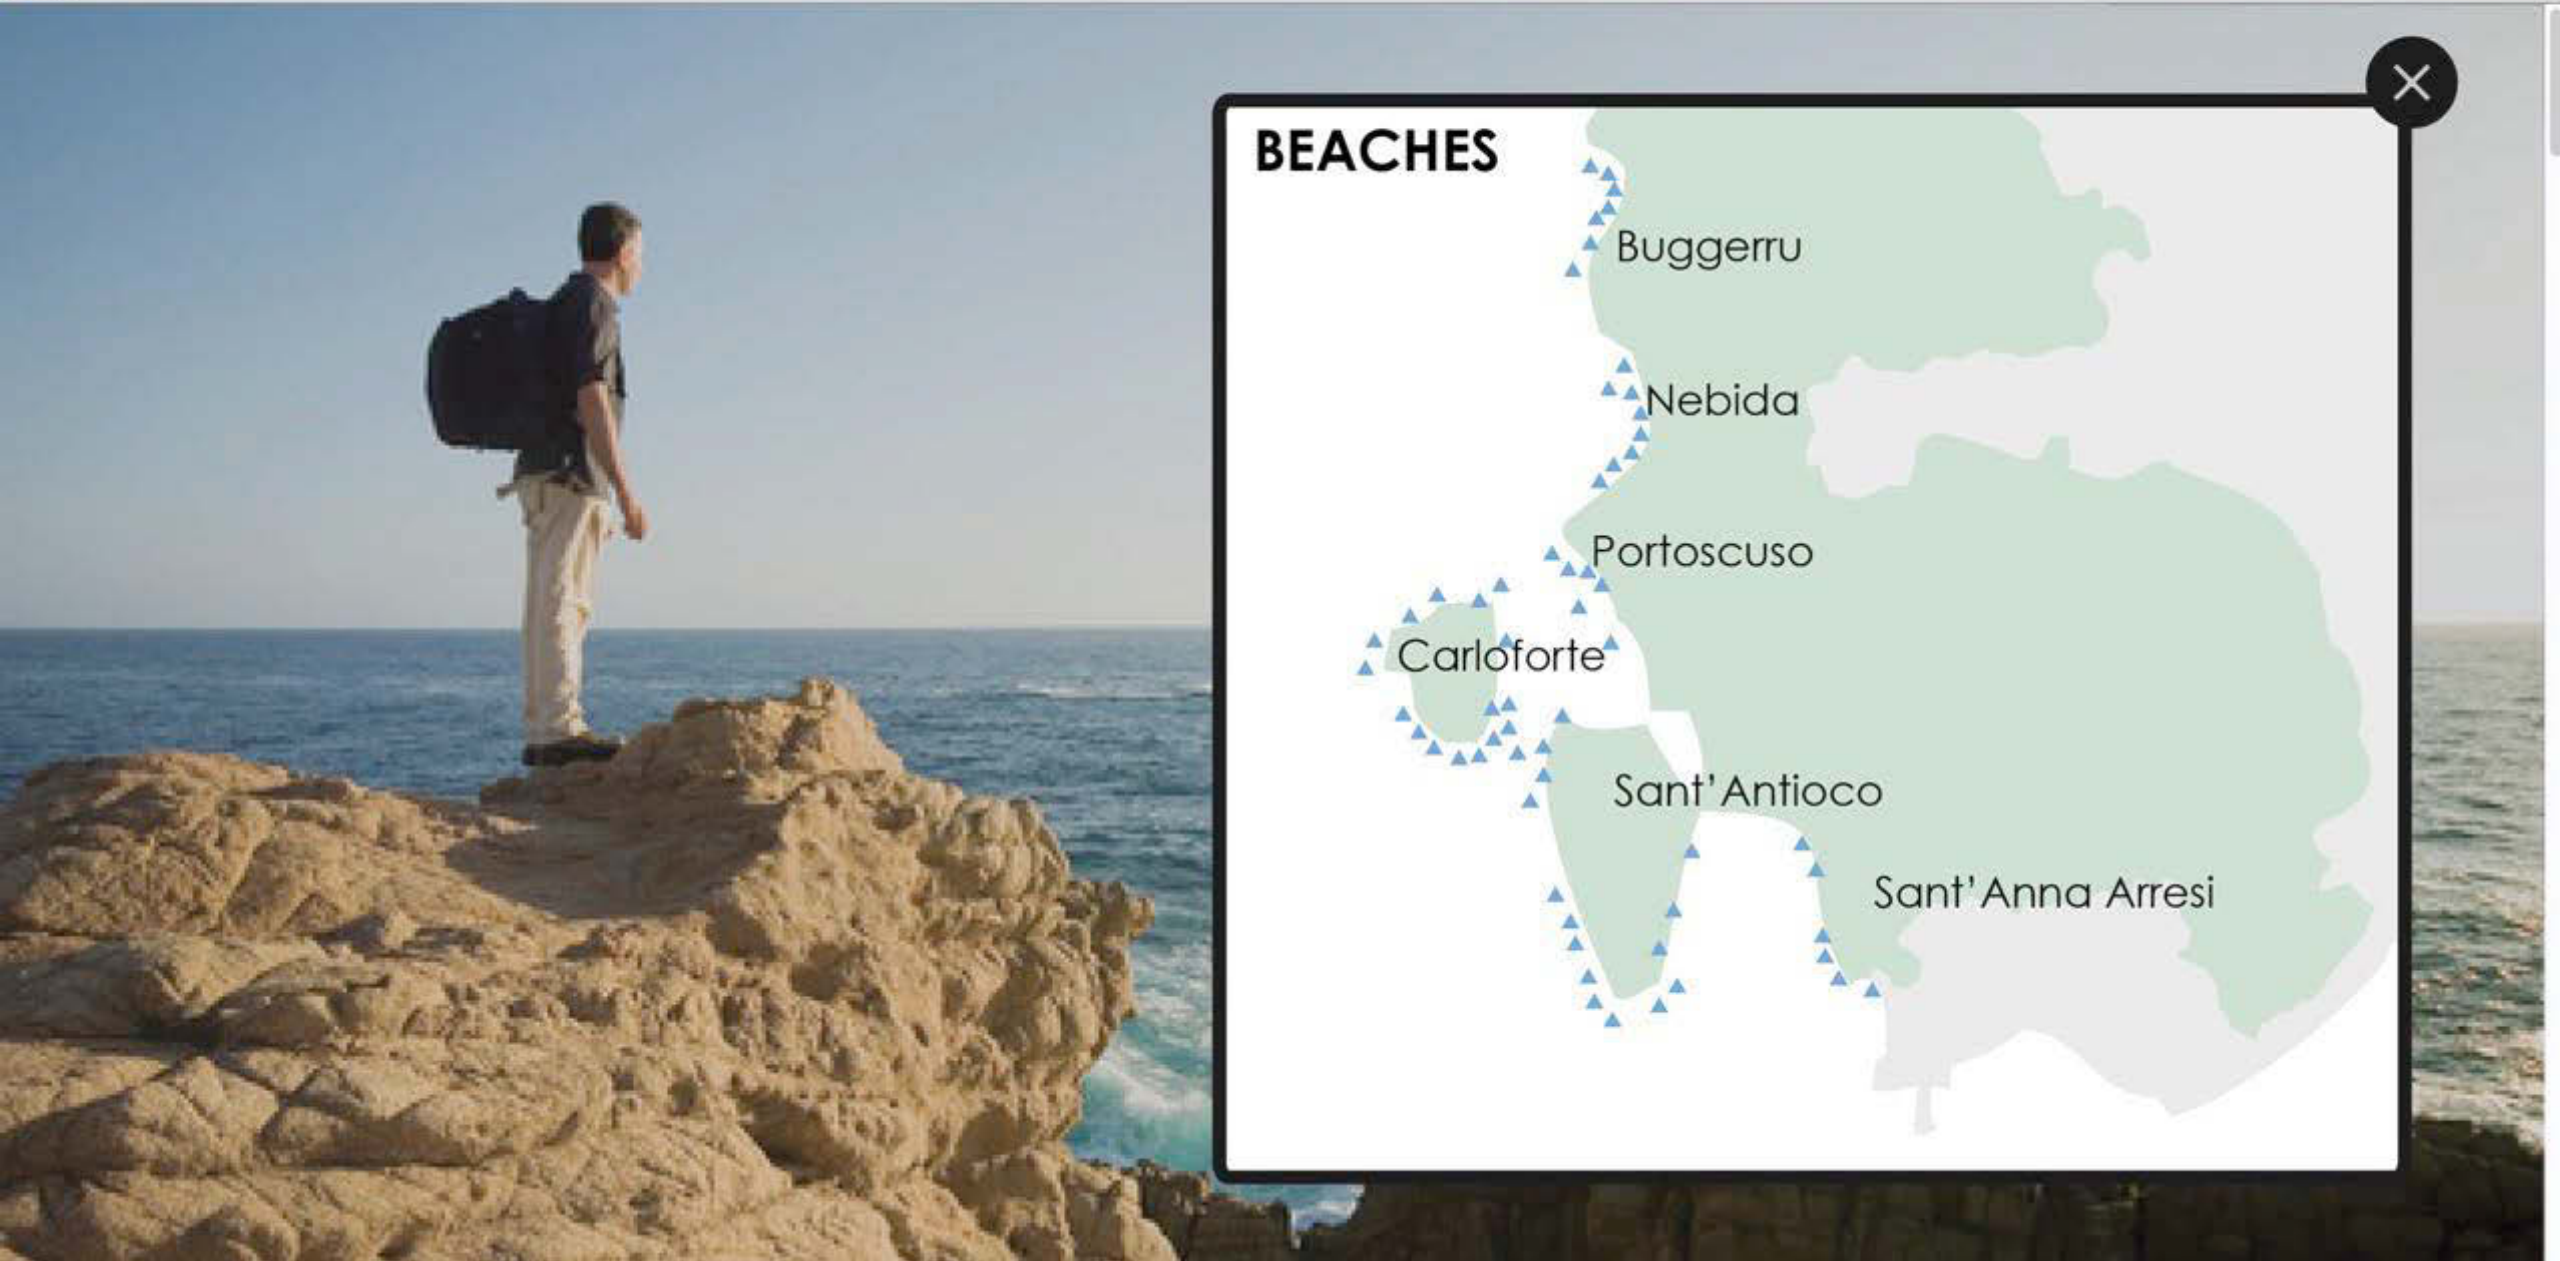 BEACHES
Buggerru
Nebida
Portoscuso
Carloforte
Sant'Antioco
Sant'Anna Arresi